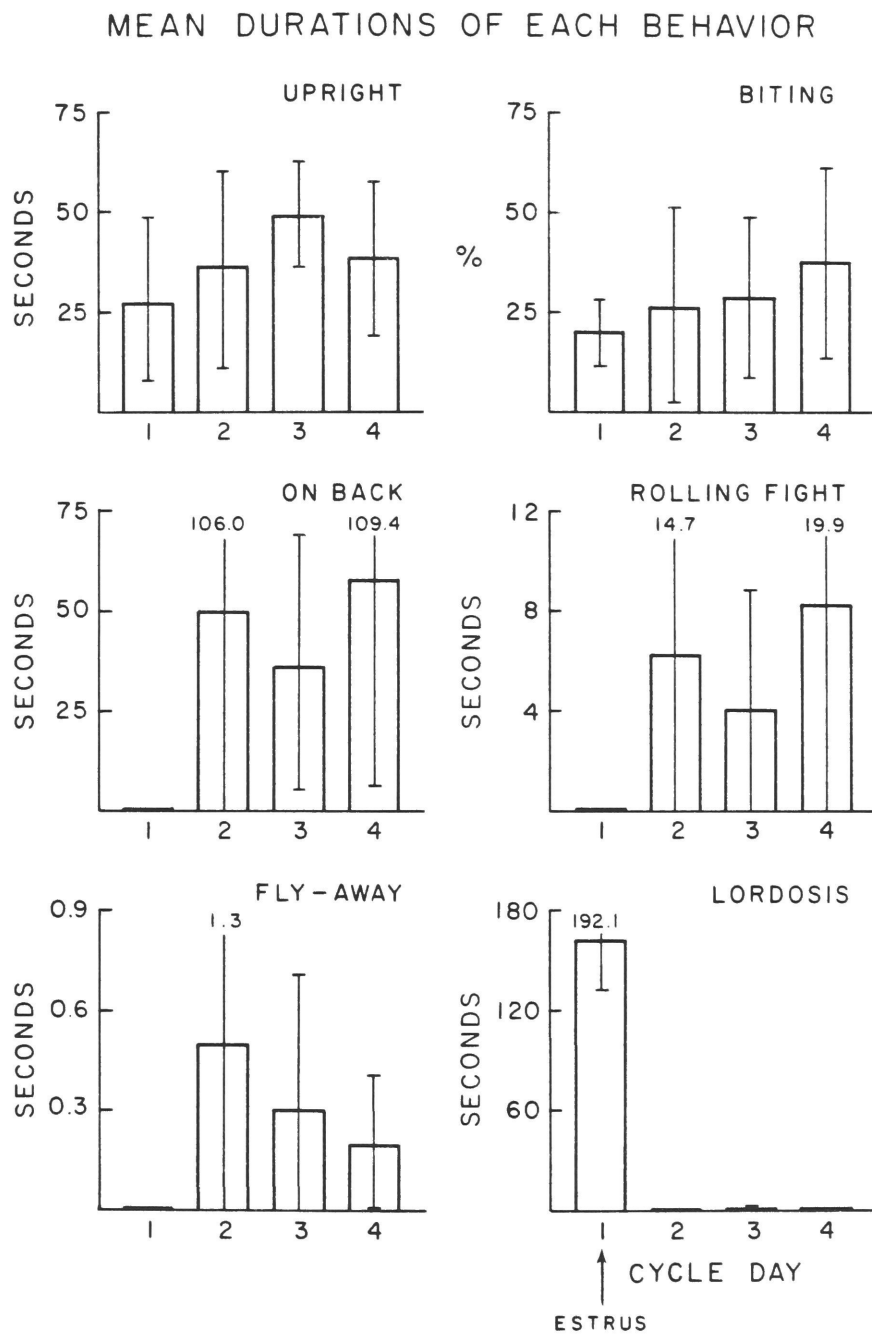 MEAN DURATIONS OF EACH BEHAVIOR
UPRIGHT
75
50
25
SECONDS
1 2 3 4
BITING
75
50
25
%
1 2 3 4
ON BACK
75
50
25
SECONDS
106.0
109.4
1 2 3 4
ROLLING FIGHT
12
8
4
SECONDS
14.7
19.9
1 2 3 4
FLY-AWAY
0.9
0.6
0.3
SECONDS
1.3
1 2 3 4
LORDOSIS
180
120
60
SECONDS
192.1
1 2 3 4
CYCLE DAY
ESTRUS